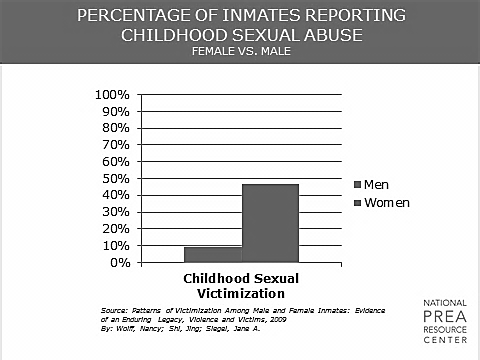 PERCENTAGE OF INMATES REPORTING
CHILDHOOD SEXUAL ABUSE
FEMALE VS. MALE
100%
90%
80%
70%
60%
50%
40%
30%
20%
10%
0%
Men
Women
Childhood Sexual
Victimization
Source: Patterns of Victimization Among Male and Female Inmates: Evidence
of an Enduring Legacy, Violence and Victims, 2009
By: Wolff, Nancy; Shi, Jing; Siegel, Jane A.
NATIONAL
PREA
RESOURCE
CENTER